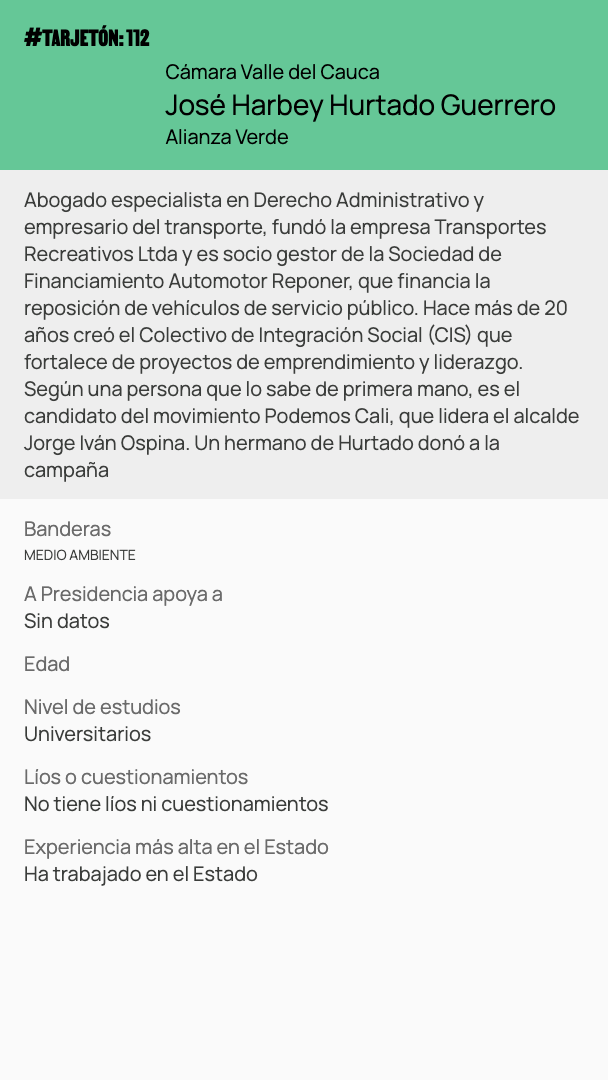 #TARJETÓN: 112
Cámara Valle del Cauca
José Harbey Hurtado Guerrero
Alianza Verde
Abogado especialista en Derecho Administrativo y
empresario del transporte, fundó la empresa Transportes
Recreativos Ltda y es socio gestor de la Sociedad de
Financiamiento Automotor Reponer, que financia la
reposición de vehículos de servicio público. Hace más de 20
años creó el Colectivo de Integración Social (CIS) que
fortalece de proyectos de emprendimiento y liderazgo.
Según una persona que lo sabe de primera mano, es el
candidato del movimiento Podemos Cali, que lidera el alcalde
Jorge Iván Ospina. Un hermano de Hurtado donó a la
campaña
Banderas
MEDIO AMBIENTE
A Presidencia apoya a
Sin datos
Edad
Nivel de estudios
Universitarios
Líos o cuestionamientos
No tiene líos ni cuestionamientos
Experiencia más alta en el Estado
Ha trabajado en el Estado